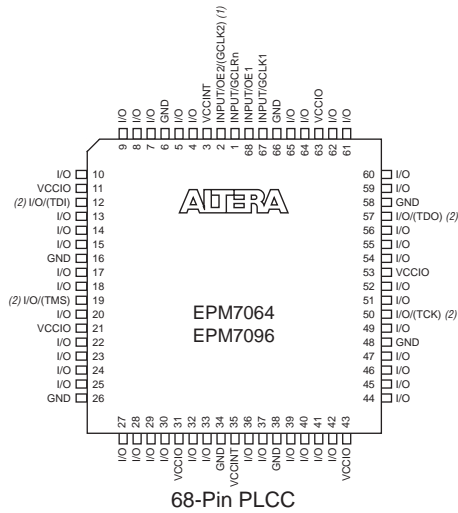 I/O
I/O
I/O
GND
I/O
I/O
VCCINT
INPUT/OE2/(GCLK2) (1)
INPUT/GCLRn
INPUT/OE1
INPUT/GCLK1
GND
I/O
I/O
VCCIO
I/O
I/O
9 8 7 6 5 4 3 2 1 68 67 66 65 64 63 62 61
I/O 10
VCCIO 11
(2) I/O/(TDI) 12
I/O 13
I/O 14
I/O 15
GND 16
I/O 17
I/O 18
(2) I/O/(TMS) 19
I/O 20
VCCIO 21
I/O 22
I/O 23
I/O 24
I/O 25
GND 26
ALTERA
EPM7064
EPM7096
60 I/O
59 I/O
58 GND
57 I/O/(TDO) (2)
56 I/O
55 I/O
54 I/O
53 VCCIO
52 I/O
51 I/O
50 I/O/(TCK) (2)
49 I/O
48 GND
47 I/O
46 I/O
45 I/O
44 I/O
27 28 29 30 31 32 33 34 35 36 37 38 39 40 41 42 43
I/O
I/O
I/O
I/O
VCCIO
I/O
I/O
GND
VCCINT
I/O
I/O
GND
I/O
I/O
I/O
I/O
VCCIO
68-Pin PLCC